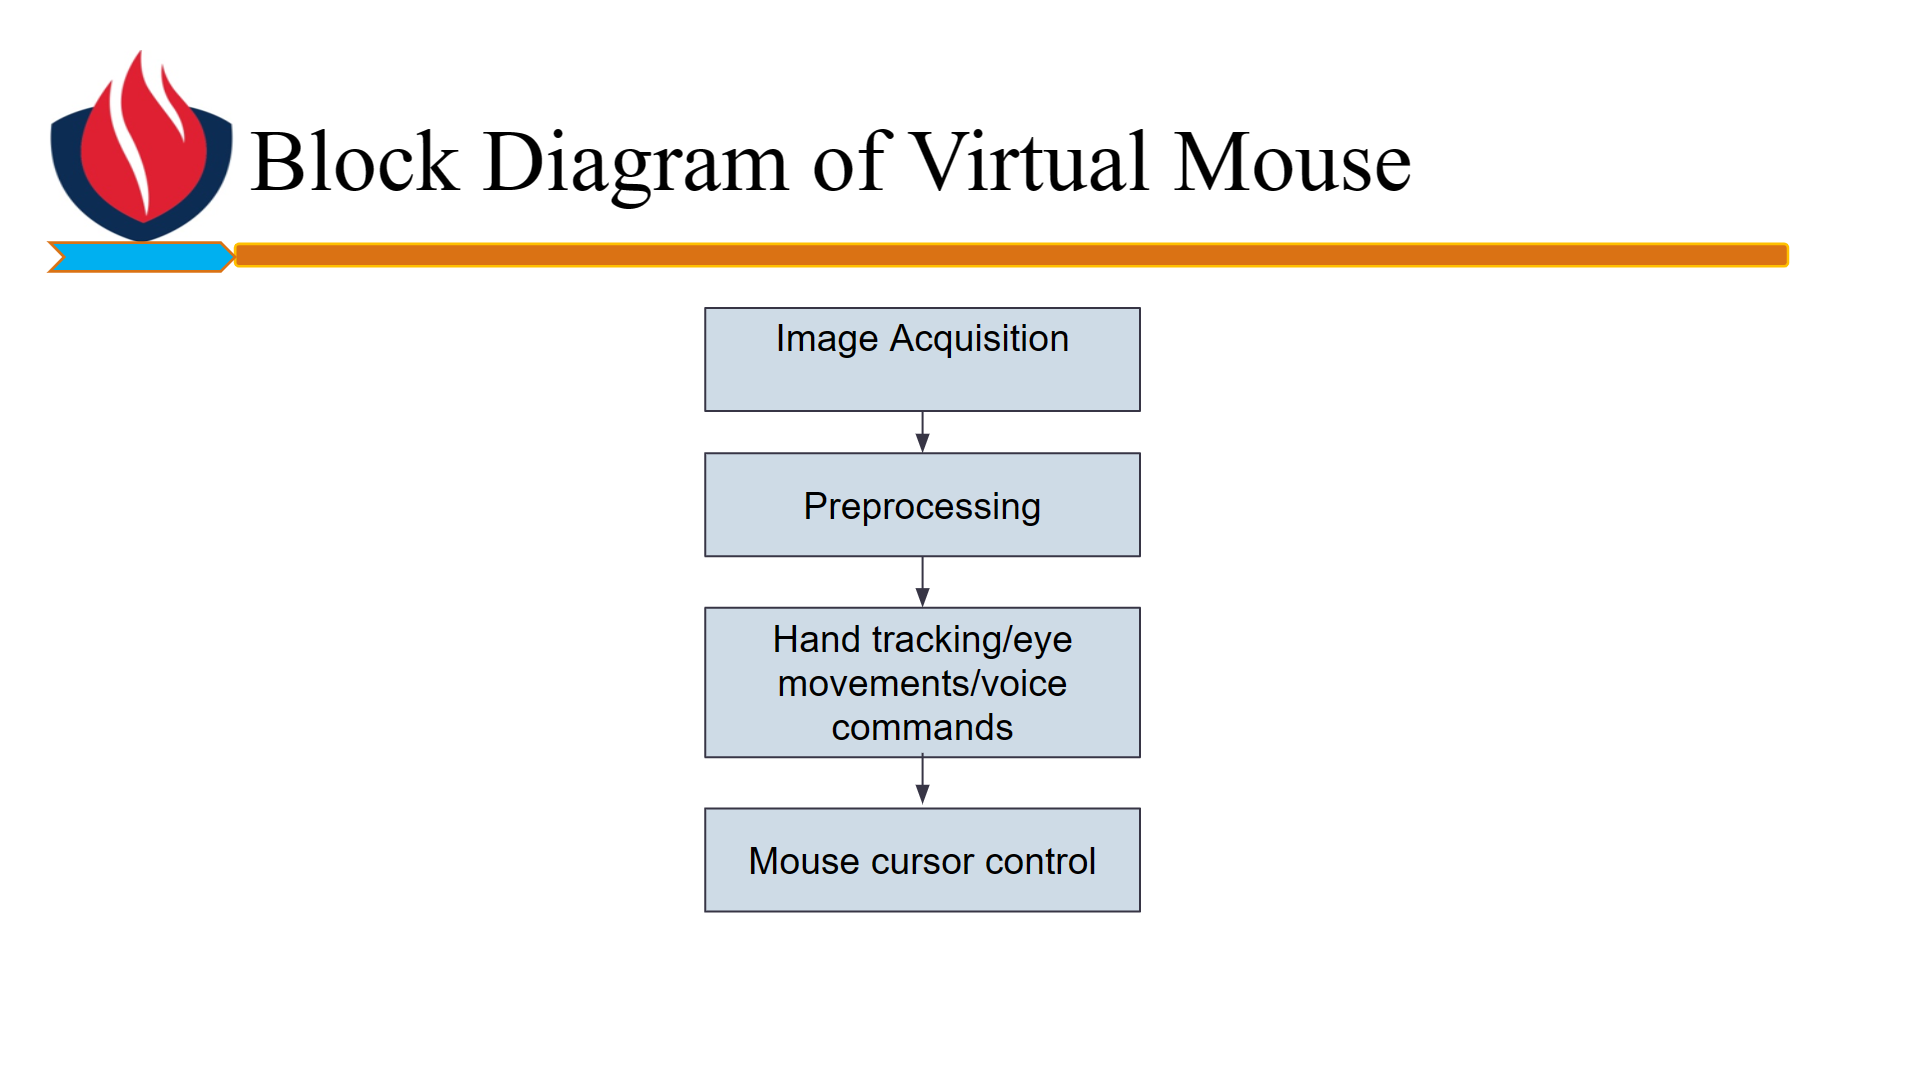 Block Diagram of Virtual Mouse
Image Acquisition
Preprocessing
Hand tracking/eye
movements/voice
commands
Mouse cursor control